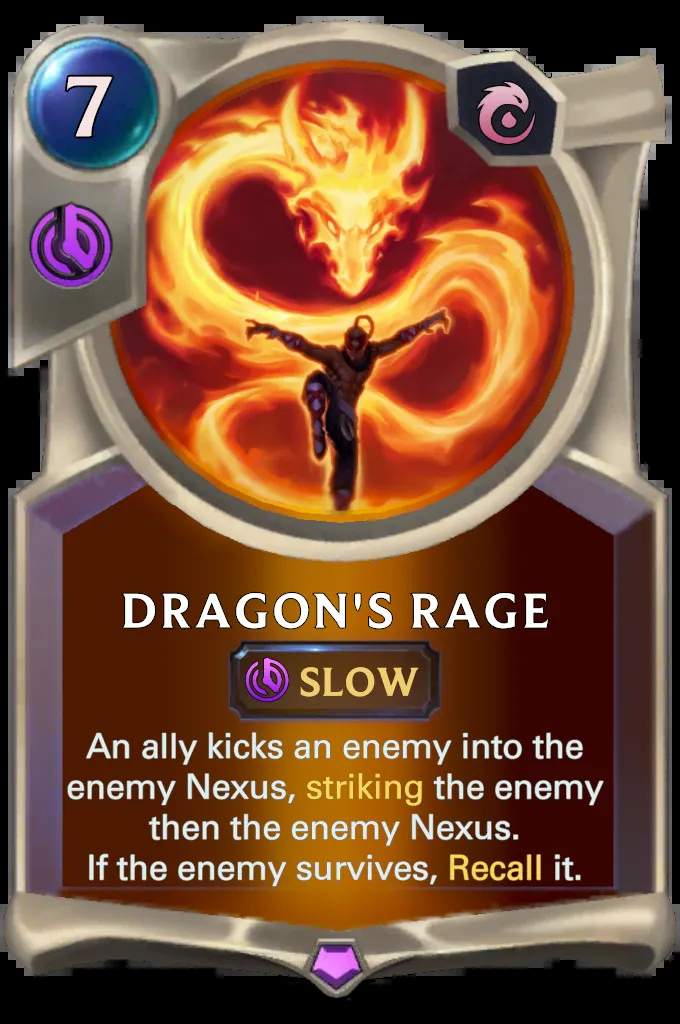 7
DRAGON'S RAGE
SLOW
An ally kicks an enemy into the
enemy Nexus, striking the enemy
then the enemy Nexus.
If the enemy survives, Recall it.